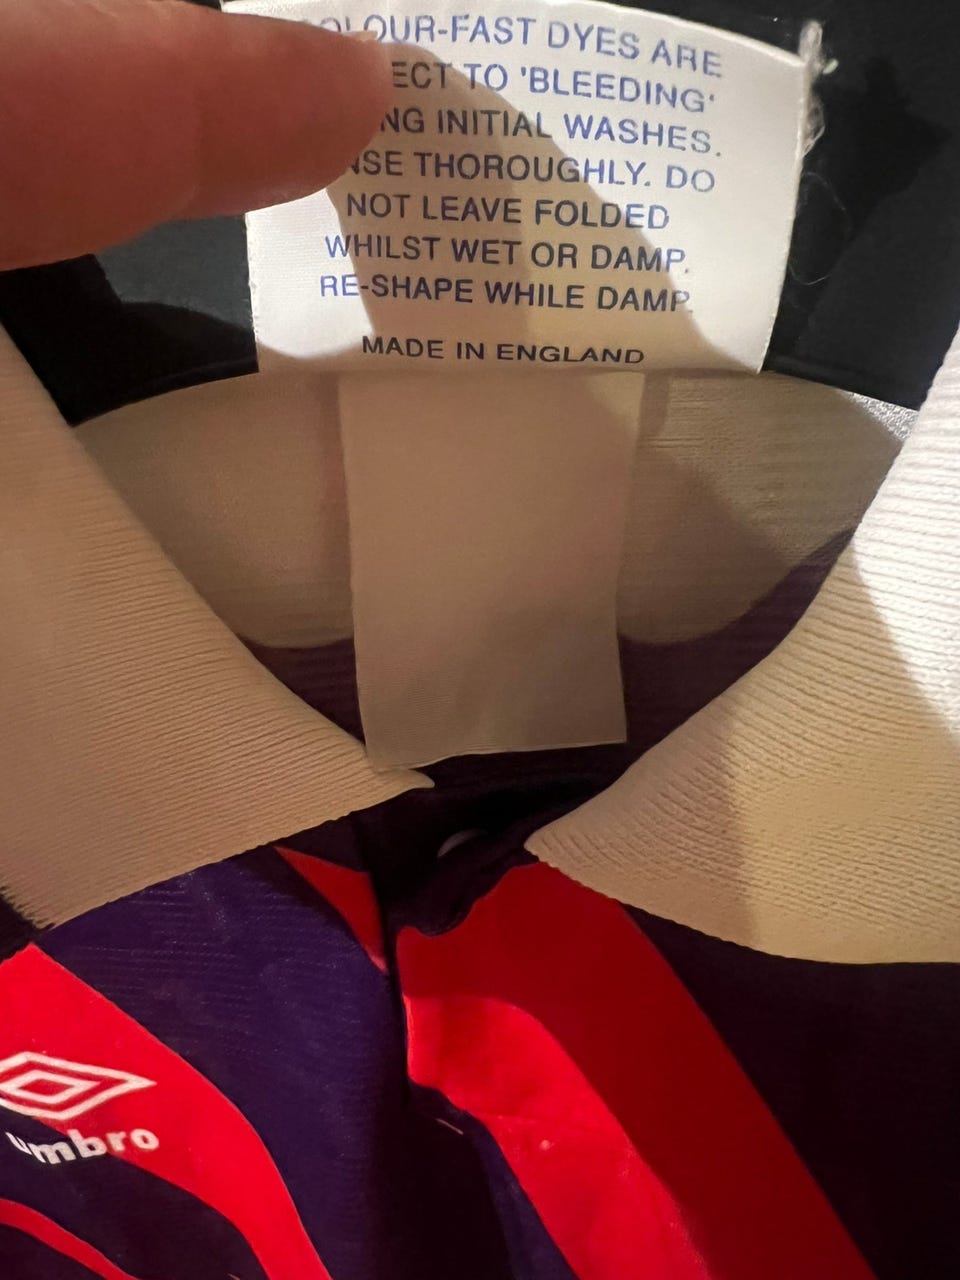 COLOUR-FAST DYES ARE
ECT TO 'BLEEDING'
NG INITIAL WASHES.
NSE THOROUGHLY. DO
NOT LEAVE FOLDED
WHILST WET OR DAMP.
RE-SHAPE WHILE DAMP.
MADE IN ENGLAND
umbro